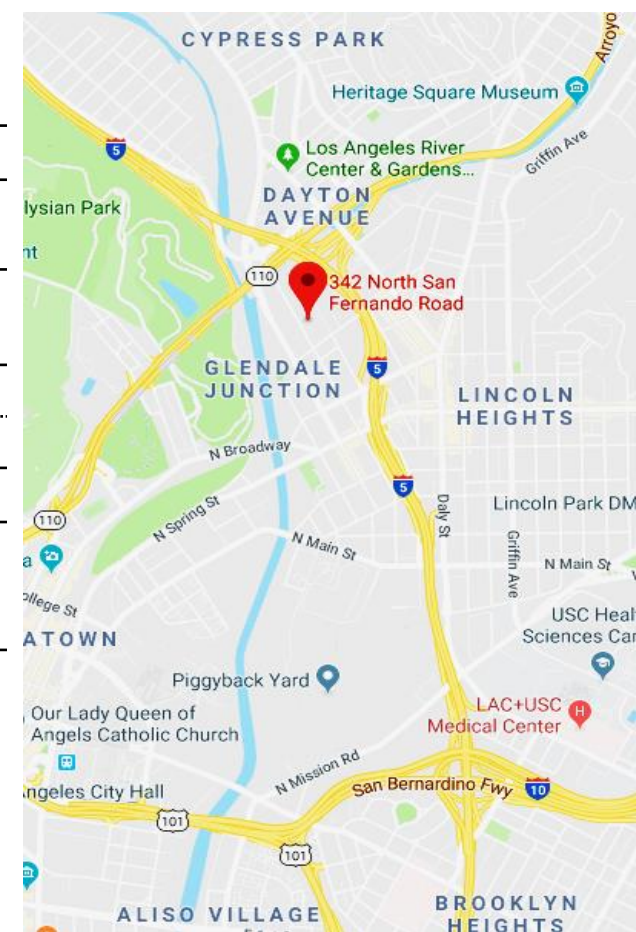 CYPRESS PARK
Arroyo
Heritage Square Museum
5
Los Angeles River
Center & Gardens...
Griffin Ave
DAYTON
AVENUE
lysian Park
nt
110
342 North San
Fernando Road
GLENDALE
JUNCTION
5
LINCOLN
HEIGHTS
N Broadway
5
N Spring St
Daly St
Lincoln Park DM
110
N Main St
Griffin Ave
N Main St
a
ollege St
USC Heal
Sciences Car
ATOWN
Piggyback Yard
LAC+USC
Medical Center
H
Our Lady Queen of
Angels Catholic Church
N Mission Rd
San Bernardino Fwy
10
ngeles City Hall
101
101
ALISO VILLAGE
BROOKLYN
HEIGHTS